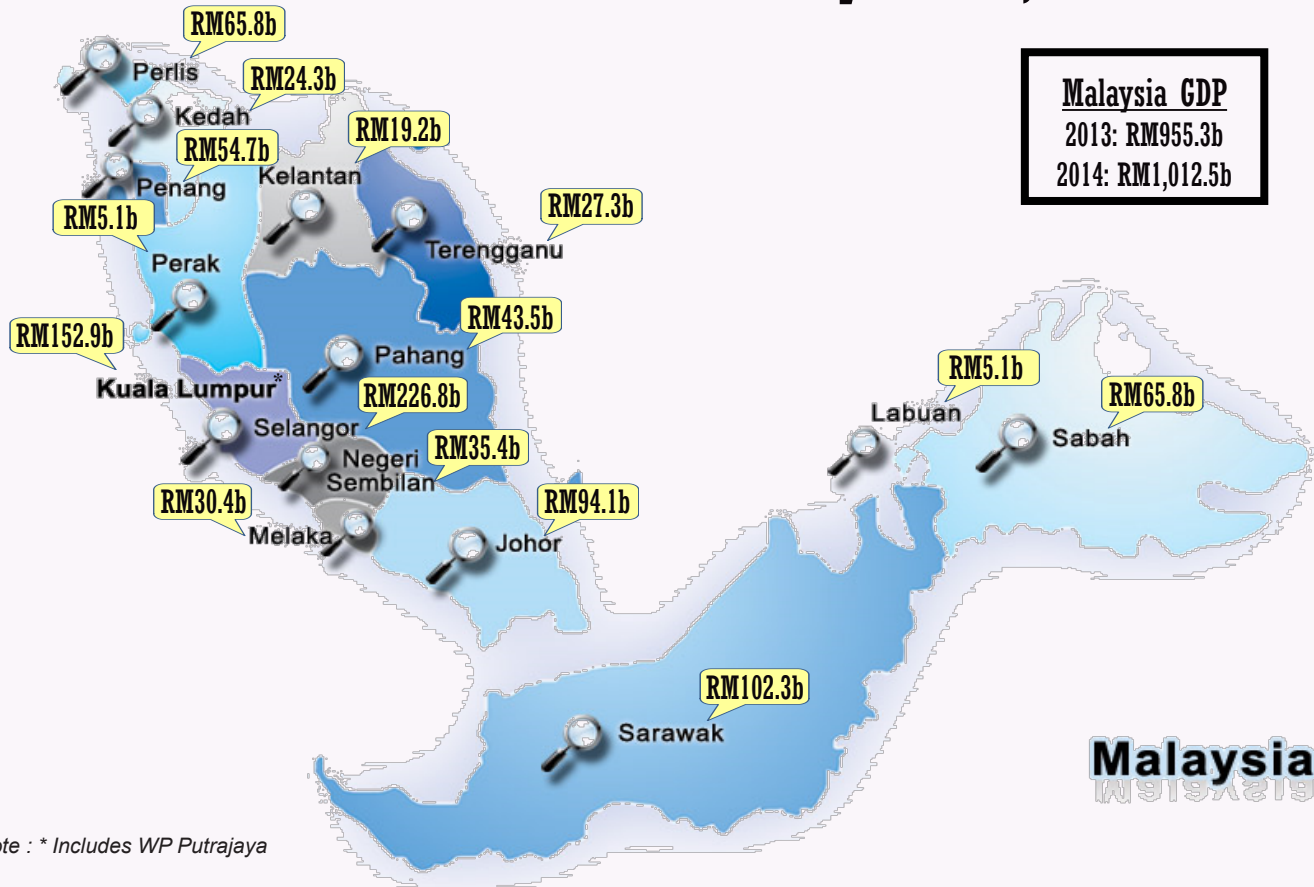 RM65.8b
Perlis
RM24.3b
Kedah
RM19.2b
RM54.7b
Penang
Kelantan
RM5.1b
Perak
RM27.3b
Terengganu
RM152.9b
Kuala Lumpur*
RM43.5b
Pahang
RM226.8b
Selangor
RM35.4b
Negeri
Sembilan
RM30.4b
Melaka
RM94.1b
Johor
Malaysia GDP
2013: RM955.3b
2014: RM1,012.5b
RM5.1b
Labuan
RM65.8b
Sabah
RM102.3b
Sarawak
Malaysia
ote : * Includes WP Putrajaya